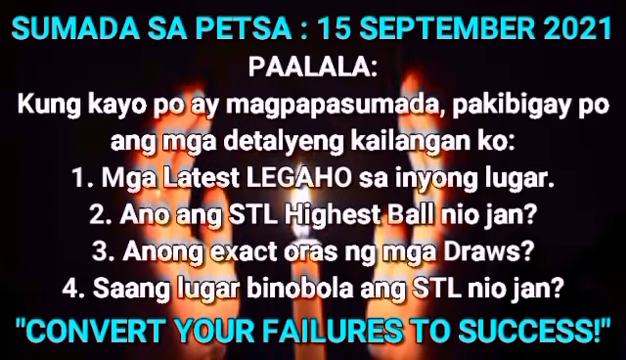 SUMADA SA PETSA : 15 SEPTEMBER 2021
PAALALA:
Kung kayo po ay magpapasumada, pakibigay po
ang mga detalyeng kailangan ko:
1. Mga Latest LEGAHO sa inyong lugar.
2. Ano ang STL Highest Ball nio jan?
3. Anong exact oras ng mga Draws?
4. Saang lugar binobola ang STL nio jan?
"CONVERT YOUR FAILURES TO SUCCESS!"